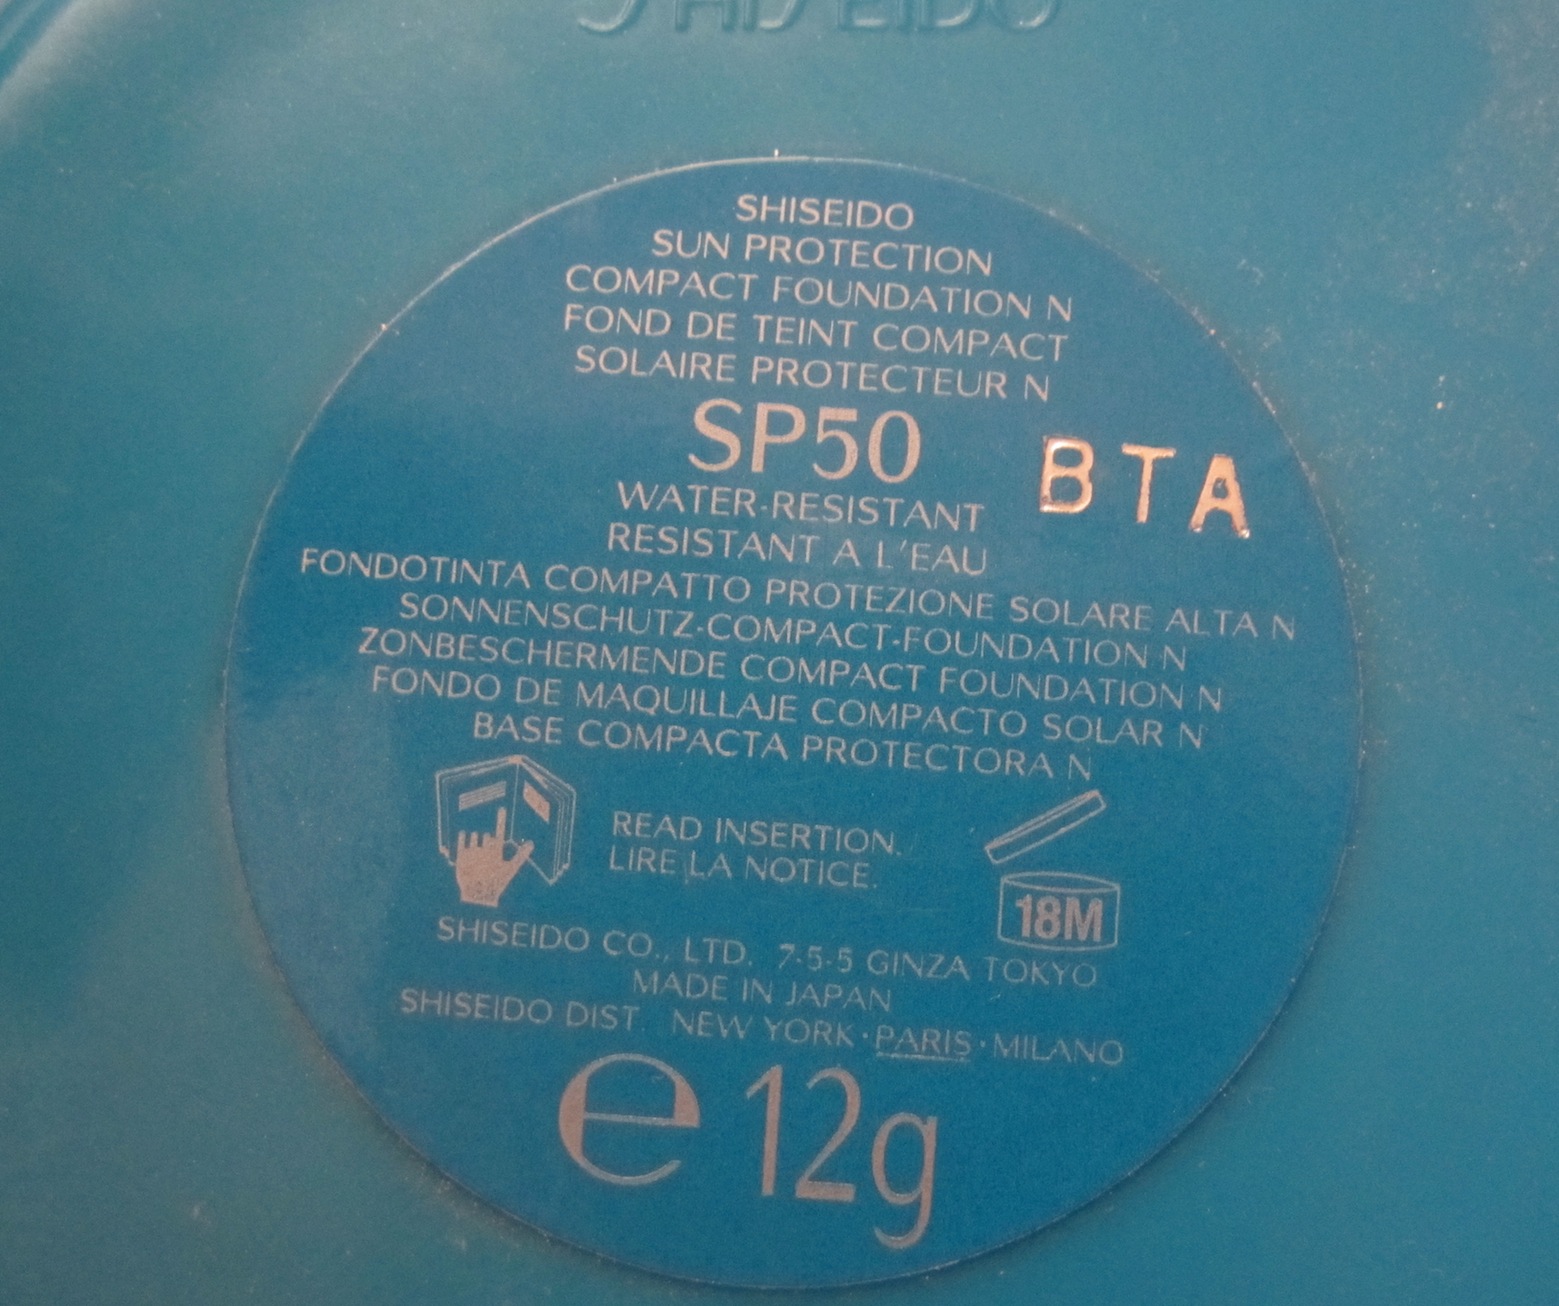 SHISEIDO
SHISEIDO
SUN PROTECTION
COMPACT FOUNDATION N
FOND DE TEINT COMPACT
SOLAIRE PROTECTEUR N
SP50
BTA
WATER-RESISTANT
RESISTANT A L'EAU
FONDOTINTA COMPATTO PROTEZIONE SOLARE ALTA N
SONNENSCHUTZ-COMPACT-FOUNDATION N
ZONBESCHERMENDE COMPACT FOUNDATION N
FONDO DE MAQUILLAJE COMPACTO SOLAR N
BASE COMPACTA PROTECTORA N
READ INSERTION.
LIRE LA NOTICE.
18M
SHISEIDO CO., LTD. 7-5-5 GINZA TOKYO
MADE IN JAPAN
SHISEIDO DIST. NEW YORK · PARIS · MILANO
e 12g